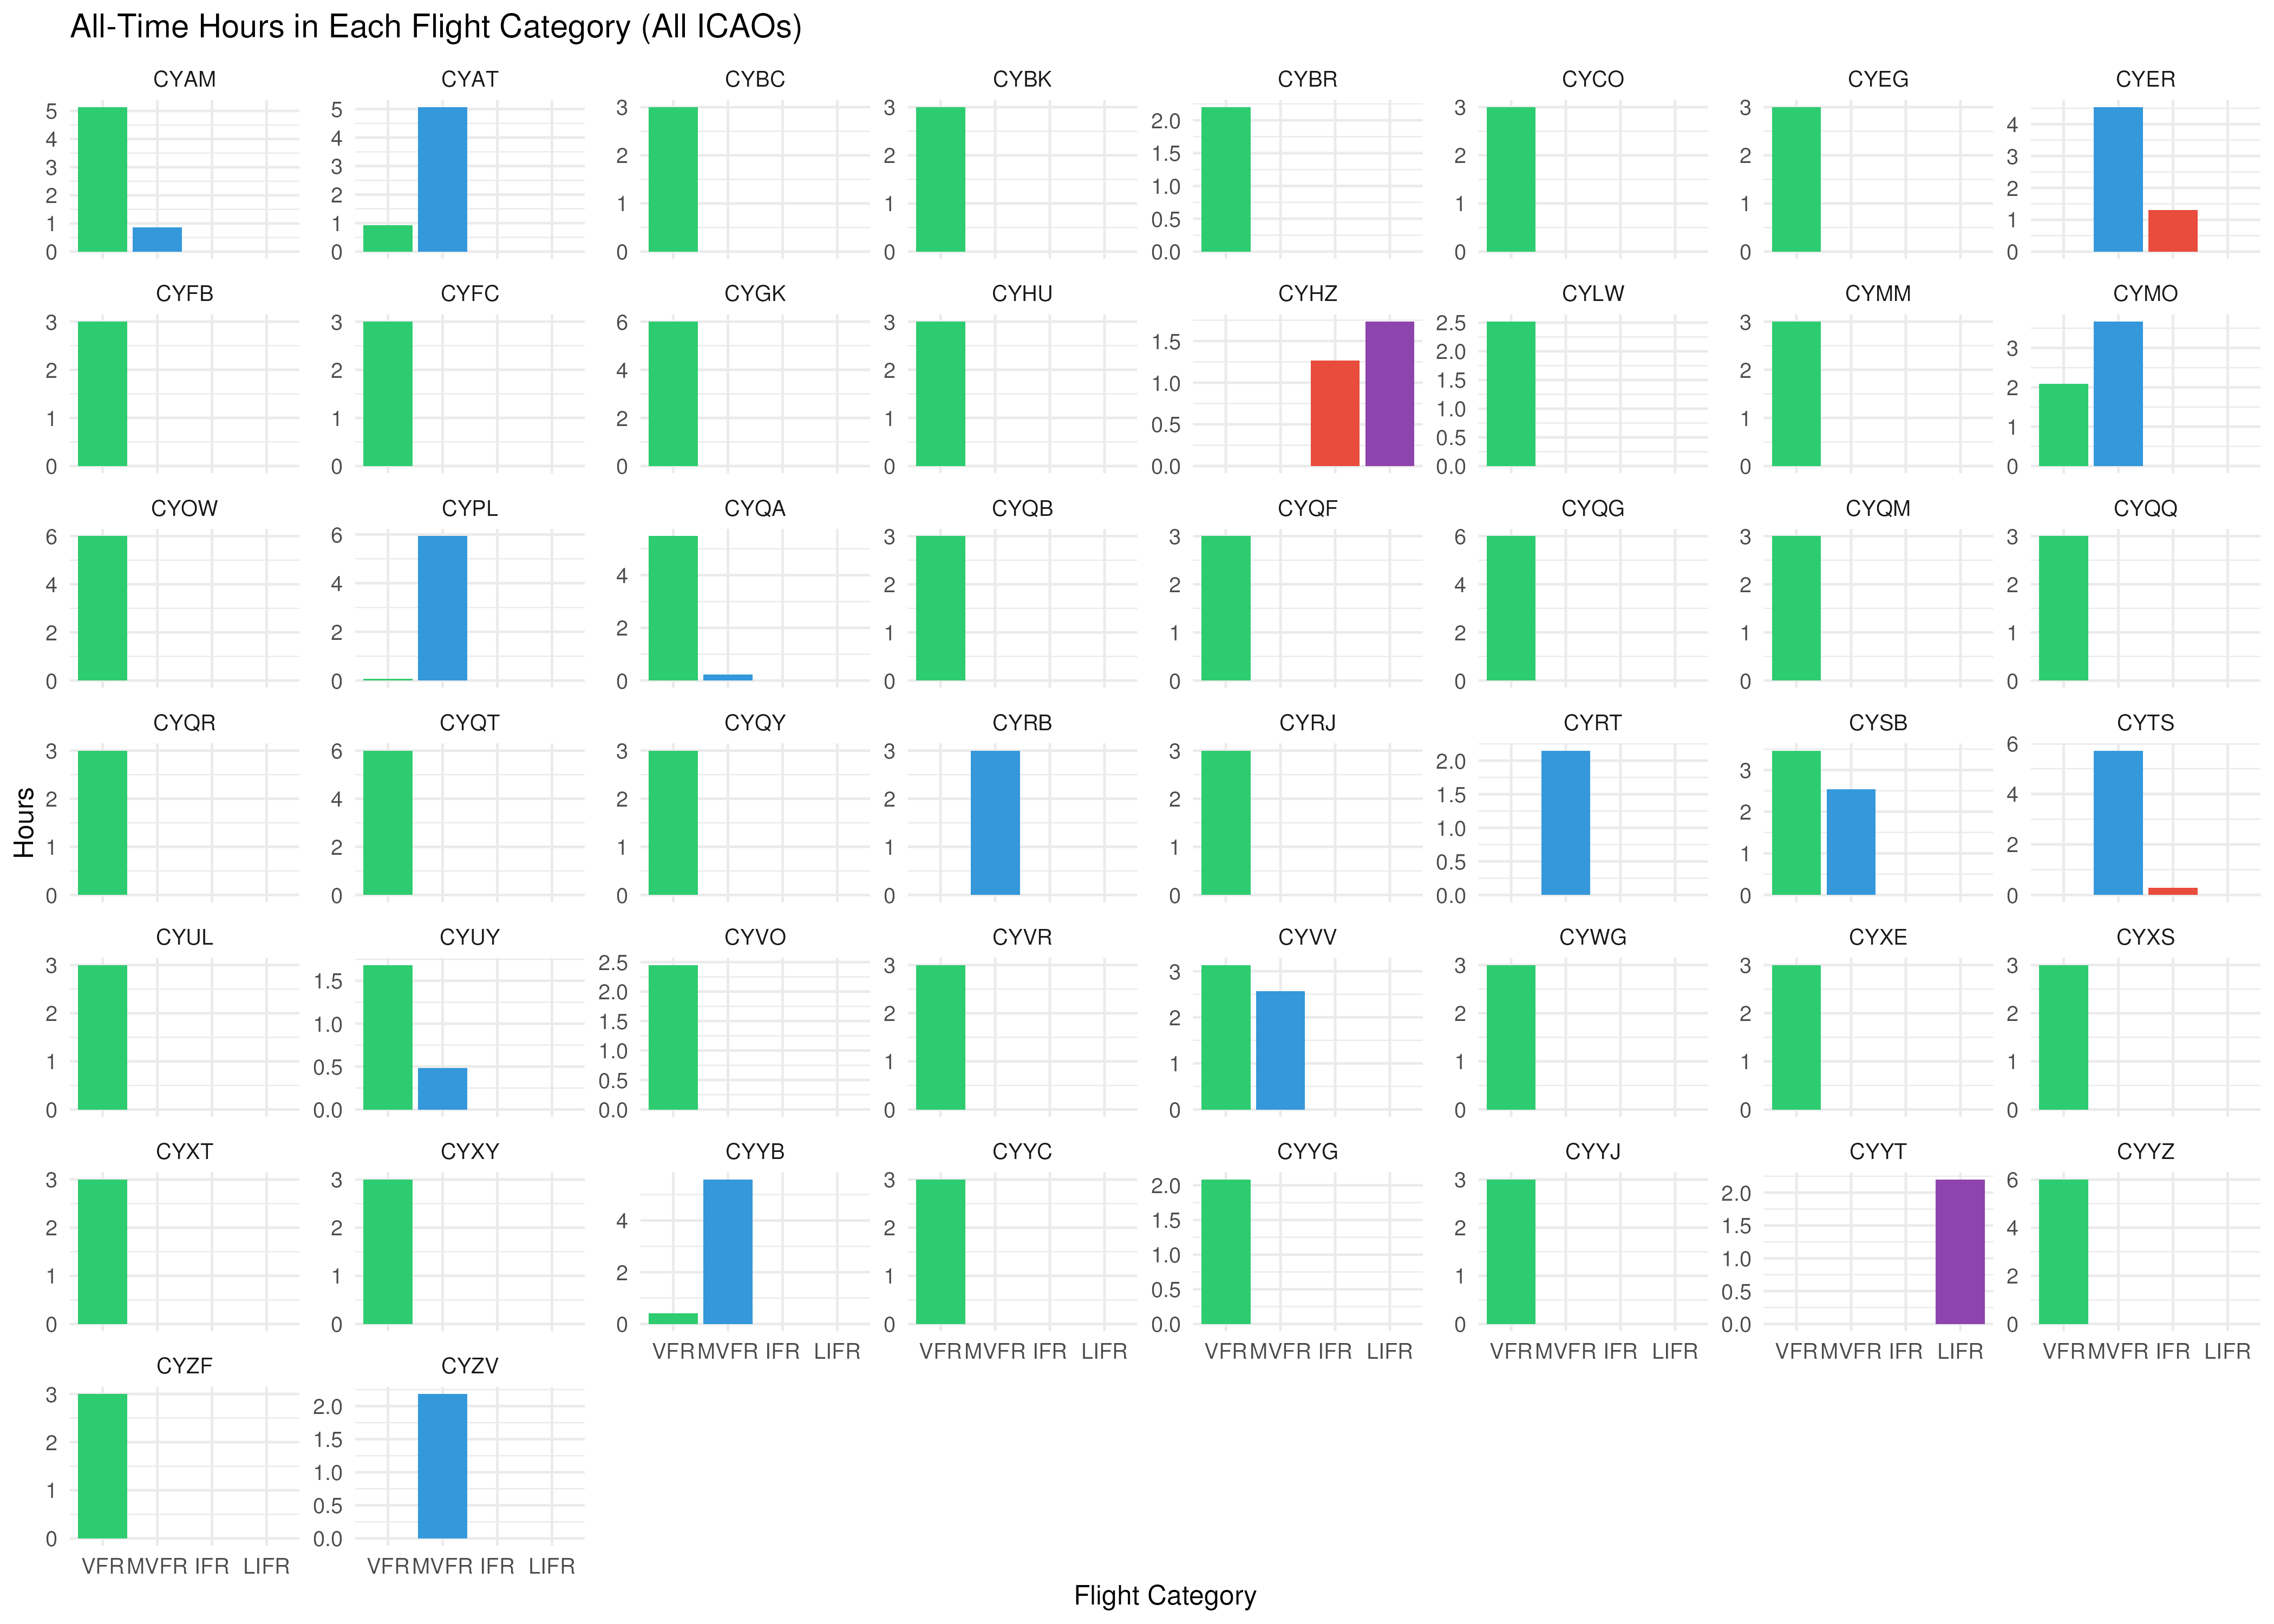 All-Time Hours in Each Flight Category (All ICAOs)
CYAM CYAT CYBC CYBK CYBR CYCO CYEG CYER
5 4 3 2 1 0
5 4 3 2 1 0
3 2 1 0
3 2 1 0
2.0 1.5 1.0 0.5 0.0
3 2 1 0
3 2 1 0
4 3 2 1 0
CYFB CYFC CYGK CYHU CYHZ CYLW CYMM CYMO
3 2 1 0
3 2 1 0
6 4 2 0
3 2 1 0
1.5 1.0 0.5 0.0
2.5 2.0 1.5 1.0 0.5 0.0
3 2 1 0
3 2 1 0
CYOW CYPL CYQA CYQB CYQF CYQG CYQM CYQQ
6 4 2 0
6 4 2 0
4 2 0
3 2 1 0
3 2 1 0
6 4 2 0
3 2 1 0
3 2 1 0
CYQR CYQT CYQY CYRB CYRJ CYRT CYSB CYTS
3 2 1 0
6 4 2 0
3 2 1 0
3 2 1 0
3 2 1 0
2.0 1.5 1.0 0.5 0.0
3 2 1 0
6 4 2 0
Hours
CYUL CYUY CYVO CYVR CYVV CYWG CYXE CYXS
3 2 1 0
1.5 1.0 0.5 0.0
2.5 2.0 1.5 1.0 0.5 0.0
3 2 1 0
3 2 1 0
3 2 1 0
3 2 1 0
3 2 1 0
CYXT CYXY CYYB CYYC CYYG CYYJ CYYT CYYZ
3 2 1 0
3 2 1 0
4 2 0
3 2 1 0
2.0 1.5 1.0 0.5 0.0
3 2 1 0
2.0 1.5 1.0 0.5 0.0
6 4 2 0
VFR MVFR IFR LIFR
VFR MVFR IFR LIFR
VFR MVFR IFR LIFR
VFR MVFR IFR LIFR
VFR MVFR IFR LIFR
VFR MVFR IFR LIFR
CYZF CYZV
3 2 1 0
2.0 1.5 1.0 0.5 0.0
VFR MVFR IFR LIFR
VFR MVFR IFR LIFR
Flight Category